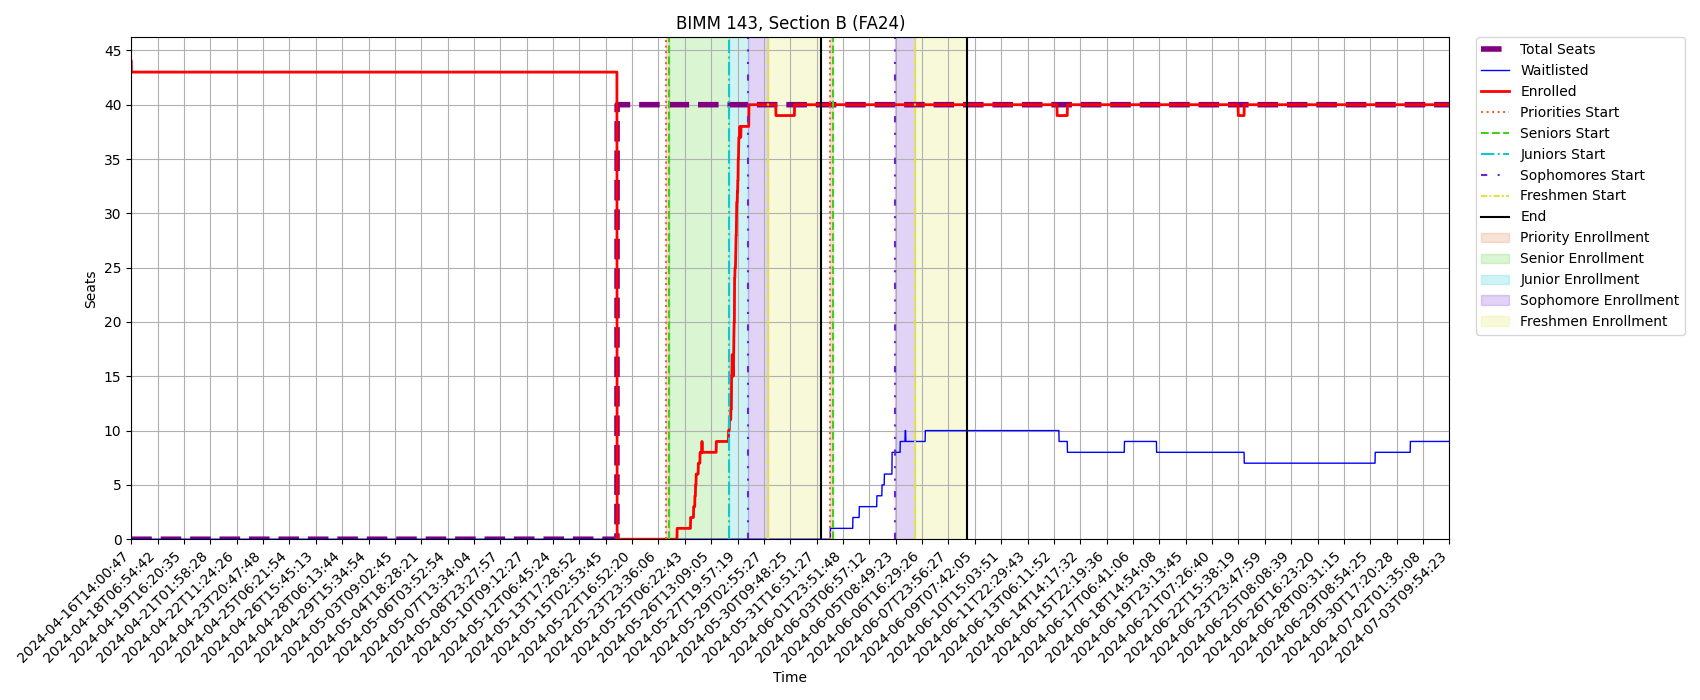 BIMM 143, Section B (FA24)
45
40
35
30
25
20
15
10
5
0
Seats
Total Seats
Waitlisted
Enrolled
Priorities Start
Seniors Start
Juniors Start
Sophomores Start
Freshmen Start
End
Priority Enrollment
Senior Enrollment
Junior Enrollment
Sophomore Enrollment
Freshmen Enrollment
2024-04-16T14:00:47
2024-04-18T06:54:42
2024-04-19T16:20:35
2024-04-21T01:58:28
2024-04-22T11:24:26
2024-04-23T20:47:48
2024-04-25T06:21:54
2024-04-26T15:45:13
2024-04-28T06:13:44
2024-04-29T15:34:54
2024-05-03T09:02:45
2024-05-04T18:28:21
2024-05-06T03:52:54
2024-05-07T13:34:04
2024-05-08T23:27:57
2024-05-10T09:12:27
2024-05-12T06:45:24
2024-05-13T17:28:52
2024-05-15T02:53:45
2024-05-22T16:52:20
2024-05-23T23:36:06
2024-05-25T06:22:43
2024-05-26T13:09:05
2024-05-27T19:57:19
2024-05-29T02:55:27
2024-05-30T09:48:25
2024-05-31T16:51:27
2024-06-01T23:51:48
2024-06-03T06:57:12
2024-06-05T08:49:23
2024-06-06T16:29:26
2024-06-07T23:56:27
2024-06-09T07:42:05
2024-06-10T15:03:51
2024-06-11T22:29:43
2024-06-13T06:11:52
2024-06-14T14:17:32
2024-06-15T22:19:36
2024-06-17T06:41:06
2024-06-18T14:54:08
2024-06-19T23:13:45
2024-06-21T07:26:40
2024-06-22T15:38:19
2024-06-23T23:47:59
2024-06-25T08:08:39
2024-06-26T16:23:20
2024-06-28T00:31:15
2024-06-29T08:54:25
2024-06-30T17:20:28
2024-07-02T01:35:08
2024-07-03T09:54:23
Time